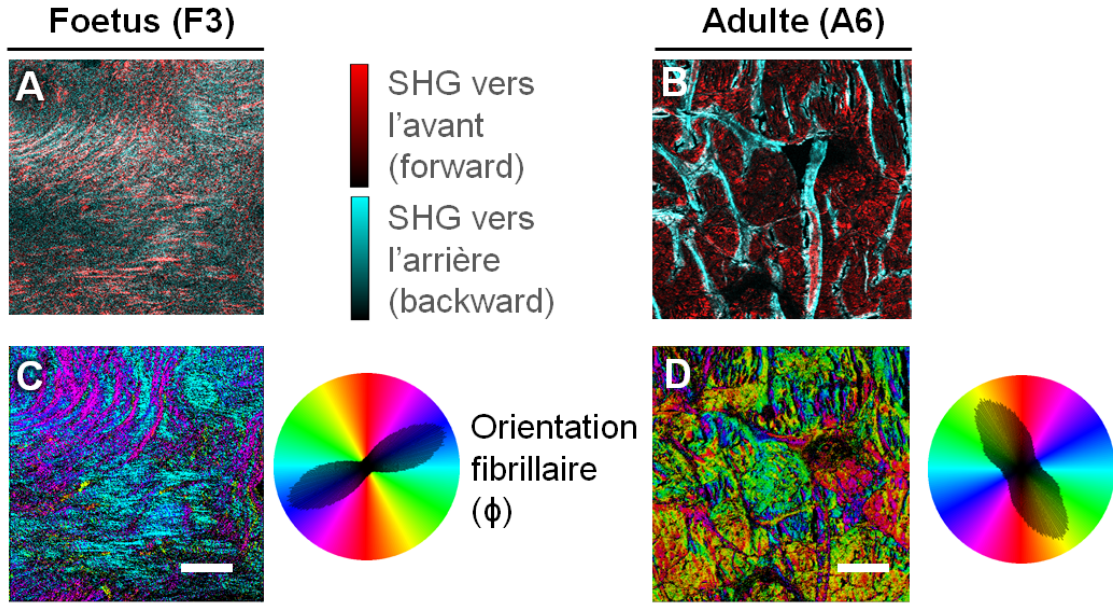 Foetus (F3)
Adulte (A6)
A
SHG vers
l'avant
(forward)
SHG vers
l'arrière
(backward)
B
C
Orientation
fibrillaire
(ϕ)
D